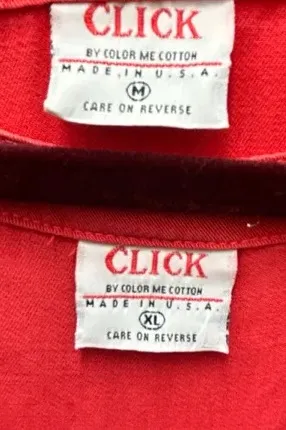 CLICK
BY COLOR ME COTTON
MADE IN U.S.A.
M
CARE ON REVERSE
CLICK
BY COLOR ME COTTON
MADE IN U.S.A.
XL
CARE ON REVERSE